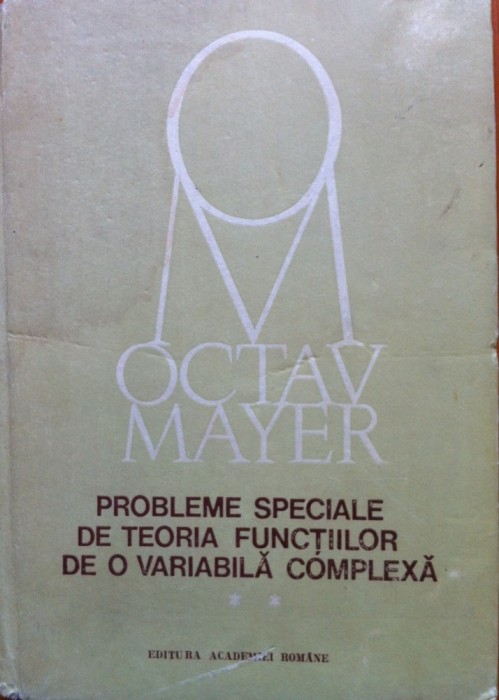 OCTAV
MAYER
PROBLEME SPECIALE
DE TEORIA FUNCȚIILOR
DE O VARIABILĂ COMPLEXĂ
* *
EDITURA ACADEMIEI ROMÂNE